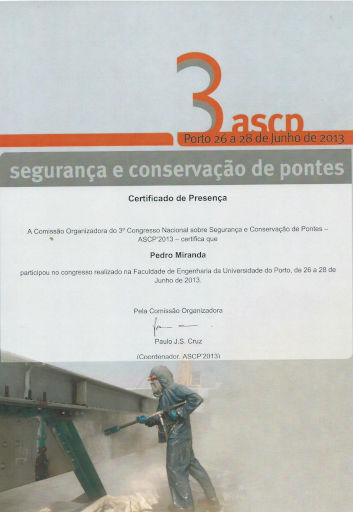 3 ascp
Porto 26 a 28 de Junho de 2013
segurança e conservação de pontes
Certificado de Presença
A Comissão Organizadora do 3º Congresso Nacional sobre Segurança e Conservação de Pontes –
ASCP'2013 – certifica que
Pedro Miranda
participou no congresso realizado na Faculdade de Engenharia da Universidade do Porto, de 26 a 28 de
Junho de 2013.
Pela Comissão Organizadora
Paulo J.S. Cruz
(Coordenador, ASCP'2013)